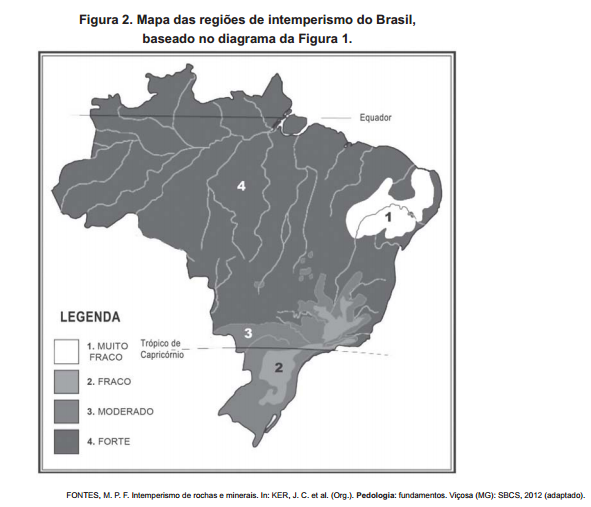 Figura 2. Mapa das regiões de intemperismo do Brasil,
baseado no diagrama da Figura 1.
Equador
4
1
LEGENDA
1. MUITO
FRACO
2. FRACO
3. MODERADO
4. FORTE
Trópico de
Capricórnio
3
2
FONTES, M. P. F. Intemperismo de rochas e minerais. In: KER, J. C. et al. (Org.). Pedologia: fundamentos. Viçosa (MG): SBCS, 2012 (adaptado).